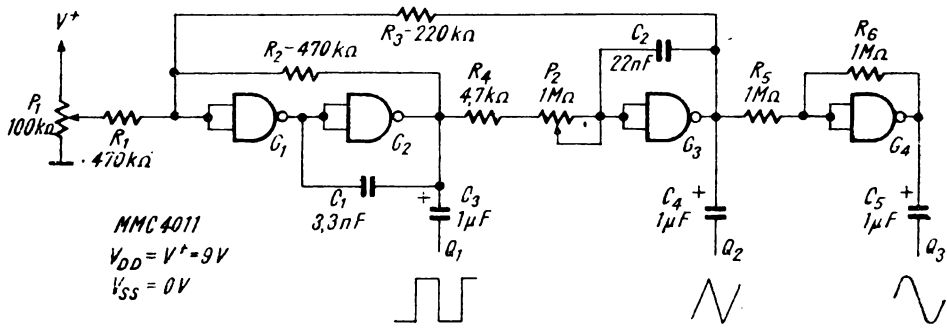 V+
P1
100kΩ
R1
470kΩ
R2-470kΩ
R3-220kΩ
G1
G2
C1
3,3nF
+
C3
1µF
Q1
R4
4,7kΩ
P2
1MΩ
C2
22nF
G3
C4
+
1µF
Q2
R5
1MΩ
R6
1MΩ
G4
C5
+
1µF
Q3
MMC4011
VDD=V+=9V
VSS=0V